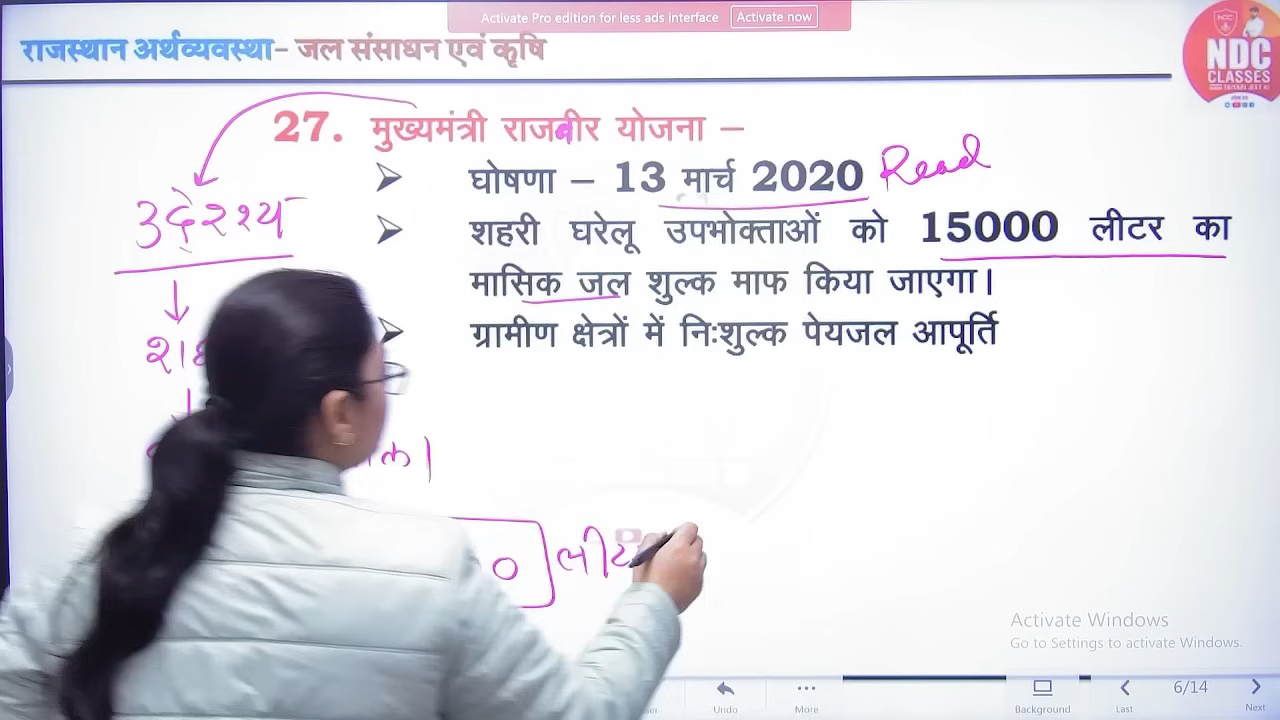 Activate Pro edition for less ads interface Activate now
राजस्थान अर्थव्यवस्था– जल संसाधन एवं कृषि
NDC
CLASSES
27. मुख्यमंत्री राजनीर योजना –
घोषणा – 13 मार्च 2020 Read
उद्देश्य
शहरी घरेलू उपभोक्ताओं को 15000 लीटर का
मासिक जल शुल्क माफ किया जाएगा।
ग्रामीण क्षेत्रों में निःशुल्क पेयजल आपूर्ति
0 लीट
Activate Windows
Go to Settings to activate Windows.
Undo More Background Last 6/14 Next